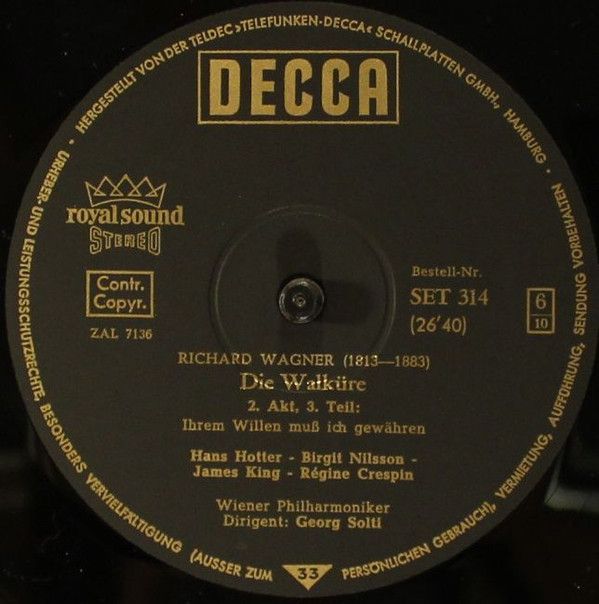 · HERGESTELLT VON DER TELDEC »TELEFUNKEN-DECCA« SCHALLPLATTEN GMBH., HAMBURG ·
URHEBER- UND LEISTUNGSSCHUTZRECHTE, BESONDERS VERVIELFÄLTIGUNG (AUSSER ZUM PERSÖNLICHEN GEBRAUCH), VERMIETUNG, AUFFÜHRUNG, SENDUNG VORBEHALTEN
DECCA
royal sound
STEREO
Contr.
Copyr.
ZAL 7136
Bestell-Nr.
SET 314
(26'40)
6
10
RICHARD WAGNER (1813—1883)
Die Walküre
2. Akt, 3. Teil:
Ihrem Willen muß ich gewähren
Hans Hotter - Birgit Nilsson -
James King - Régine Crespin
Wiener Philharmoniker
Dirigent: Georg Solti
33